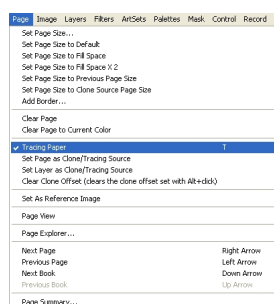 Page Image Layers Filters ArtSets Palettes Mask Control Record
Set Page Size...
Set Page Size to Default
Set Page Size to Fill Space
Set Page Size to Fill Space X 2
Set Page Size to Previous Page Size
Set Page Size to Clone Source Page Size
Add Border...
Clear Page
Clear Page to Current Color
✓ Tracing Paper T
Set Page as Clone/Tracing Source
Set Layer as Clone/Tracing Source
Clear Clone Offset (clears the clone offset set with Alt+click)
Set As Reference Image
Page View
Page Explorer...
Next Page Right Arrow
Previous Page Left Arrow
Next Book Down Arrow
Previous Book Up Arrow
Page Summary...